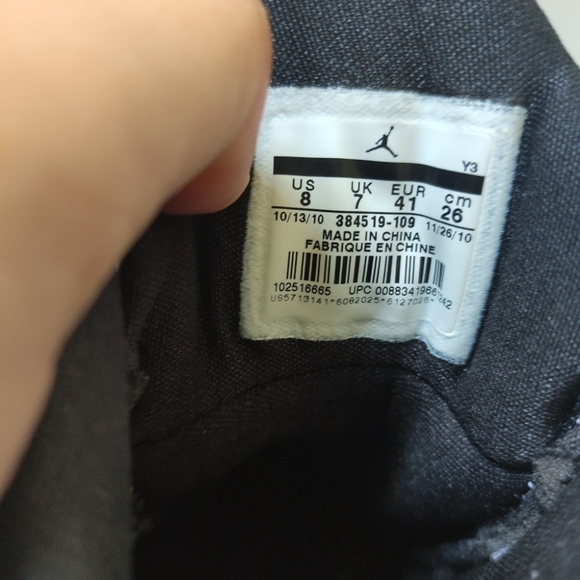 Y3
US UK EUR cm
8 7 41 26
10/13/10 384519-109 11/26/10
MADE IN CHINA
FABRIQUE EN CHINE
102516665 UPC